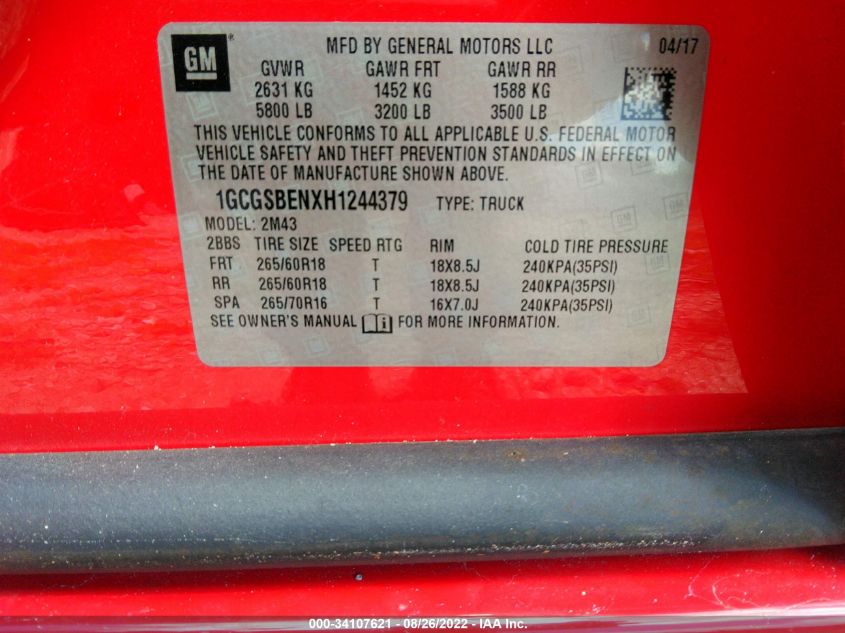 GM ® MFD BY GENERAL MOTORS LLC 04/17
GVWR GAWR FRT GAWR RR
2631 KG 1452 KG 1588 KG
5800 LB 3200 LB 3500 LB
THIS VEHICLE CONFORMS TO ALL APPLICABLE U.S. FEDERAL MOTOR
VEHICLE SAFETY AND THEFT PREVENTION STANDARDS IN EFFECT ON
THE DATE OF MANUFACTURE SHOWN ABOVE.
1GCGSBENXH1244379 TYPE: TRUCK
MODEL: 2M43
2BBS TIRE SIZE SPEED RTG RIM COLD TIRE PRESSURE
FRT 265/60R18 T 18X8.5J 240KPA(35PSI)
RR 265/60R18 T 18X8.5J 240KPA(35PSI)
SPA 265/70R16 T 16X7.0J 240KPA(35PSI)
SEE OWNER'S MANUAL i FOR MORE INFORMATION.
000-34107621 - 08/26/2022 - IAA Inc.